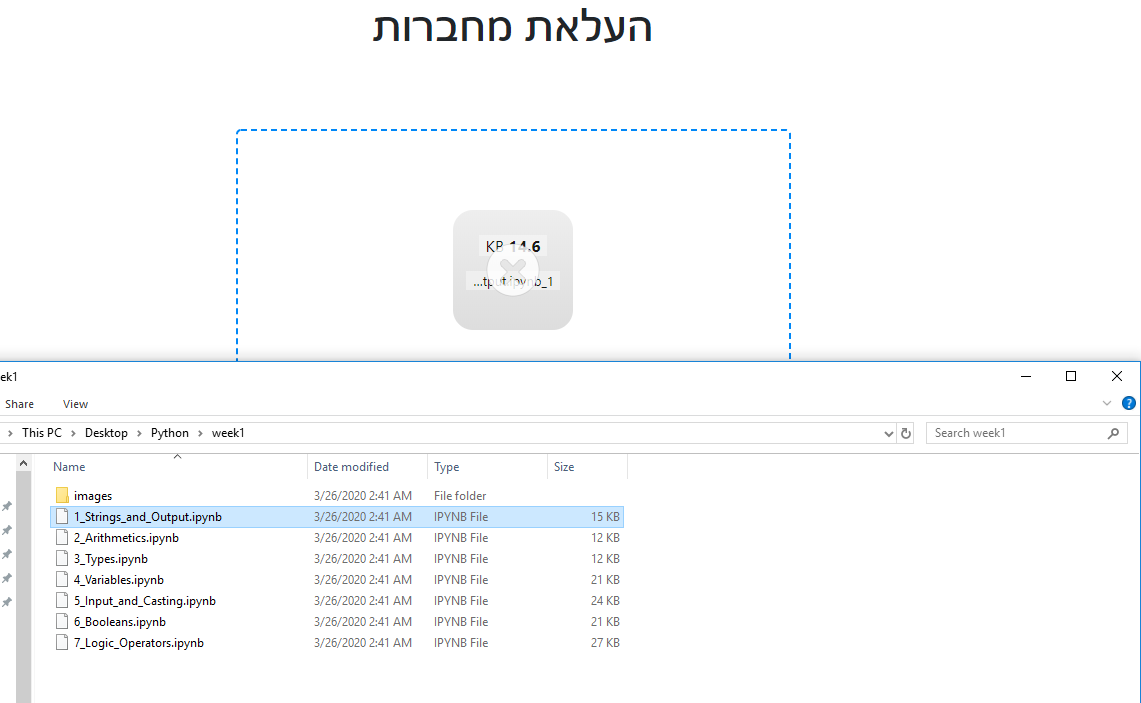 העלאת מחברות
KB 14.6
...tput.ipynb_1
ek1
Share View
This PC > Desktop > Python > week1 Search week1
Name Date modified Type Size
images 3/26/2020 2:41 AM File folder
1_Strings_and_Output.ipynb 3/26/2020 2:41 AM IPYNB File 15 KB
2_Arithmetics.ipynb 3/26/2020 2:41 AM IPYNB File 12 KB
3_Types.ipynb 3/26/2020 2:41 AM IPYNB File 12 KB
4_Variables.ipynb 3/26/2020 2:41 AM IPYNB File 21 KB
5_Input_and_Casting.ipynb 3/26/2020 2:41 AM IPYNB File 24 KB
6_Booleans.ipynb 3/26/2020 2:41 AM IPYNB File 21 KB
7_Logic_Operators.ipynb 3/26/2020 2:41 AM IPYNB File 27 KB